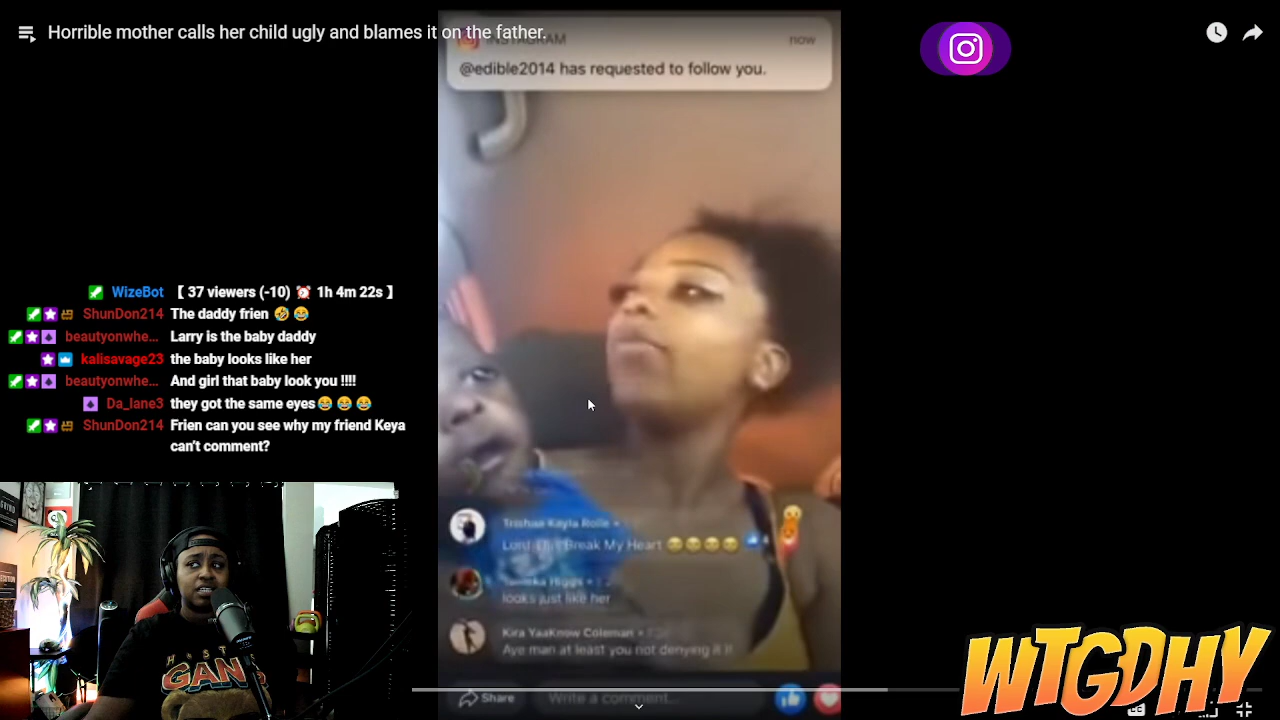 Horrible mother calls her child ugly and blames it on the father.
INSTAGRAM now
@edible2014 has requested to follow you.
WizeBot 【 37 viewers (-10) ⏰ 1h 4m 22s 】
ShunDon214 The daddy frien 🤣 😂
beautyonwhe... Larry is the baby daddy
kalisavage23 the baby looks like her
beautyonwhe... And girl that baby look you !!!!
Da_lane3 they got the same eyes😂 😂 😂
ShunDon214 Frien can you see why my friend Keya
can't comment?
Kayla Rolle
Lord Break My Heart
Higgs
looks just like her
Kira YaaKnow Coleman
Aye man at least you not denying it !!
Share Write a comment...
GANG
WTGDHY